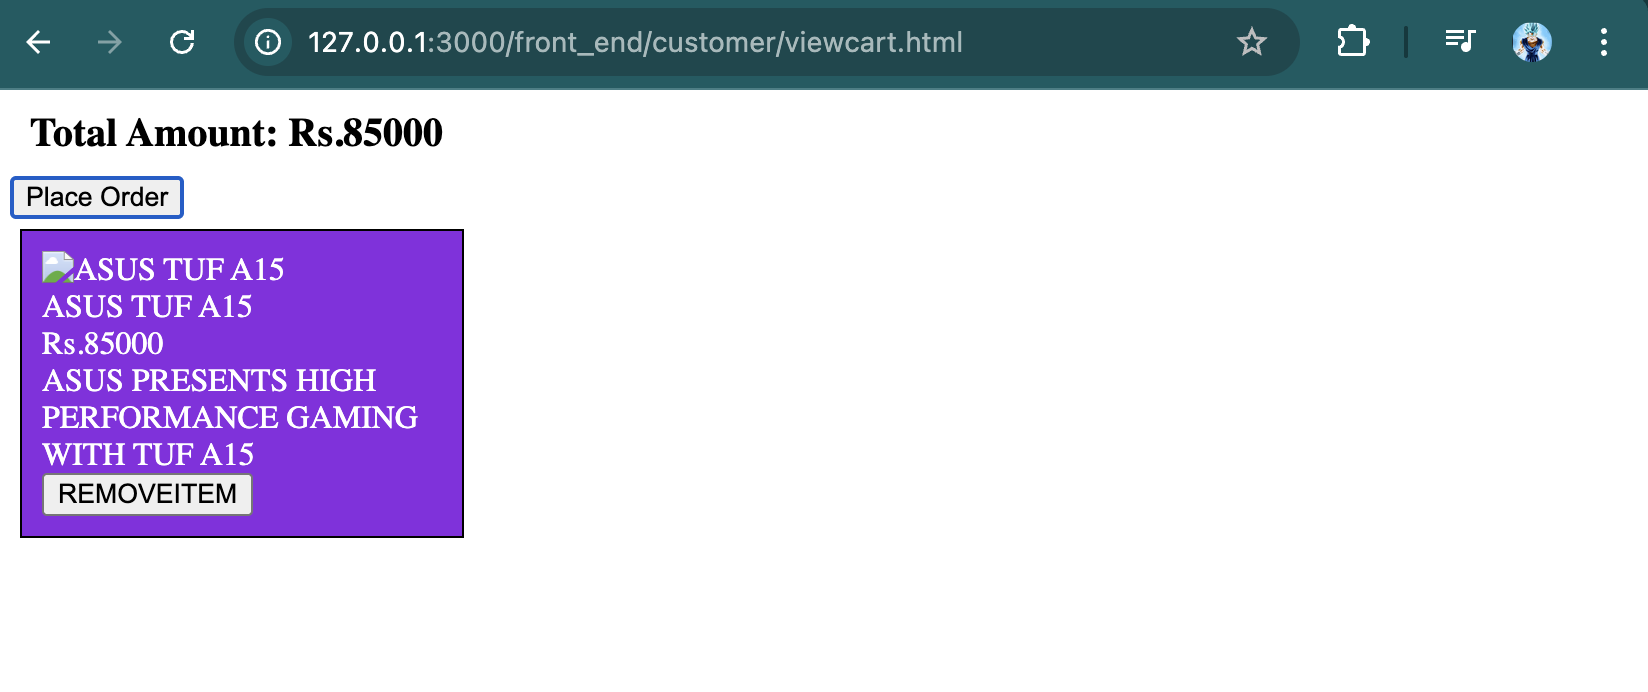 127.0.0.1:3000/front_end/customer/viewcart.html
Total Amount: Rs.85000
Place Order
ASUS TUF A15
ASUS TUF A15
Rs.85000
ASUS PRESENTS HIGH
PERFORMANCE GAMING
WITH TUF A15
REMOVEITEM